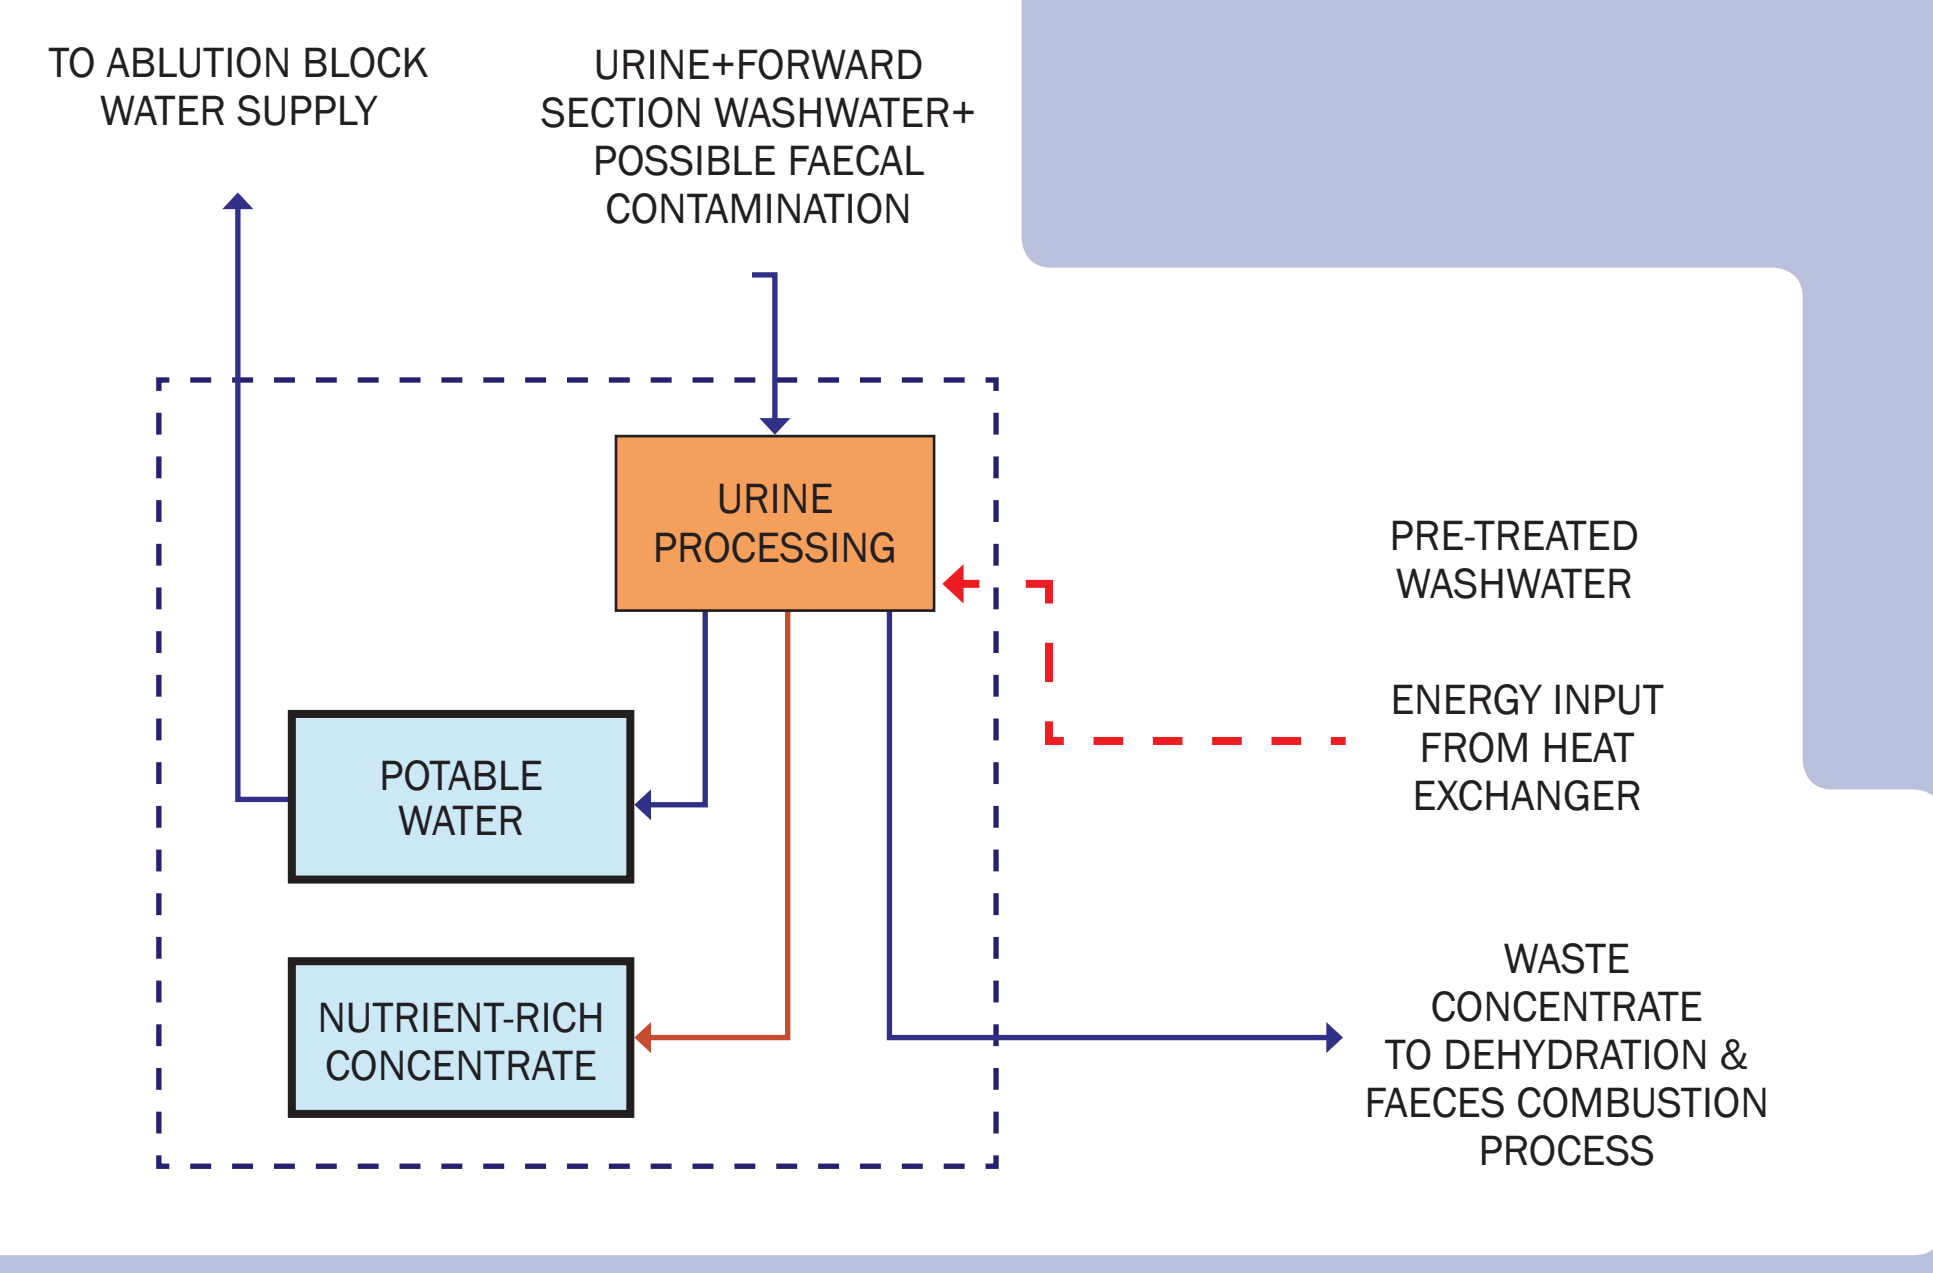 TO ABLUTION BLOCK
WATER SUPPLY
URINE+FORWARD
SECTION WASHWATER+
POSSIBLE FAECAL
CONTAMINATION
URINE
PROCESSING
PRE-TREATED
WASHWATER
ENERGY INPUT
FROM HEAT
EXCHANGER
POTABLE
WATER
NUTRIENT-RICH
CONCENTRATE
WASTE
CONCENTRATE
TO DEHYDRATION &
FAECES COMBUSTION
PROCESS